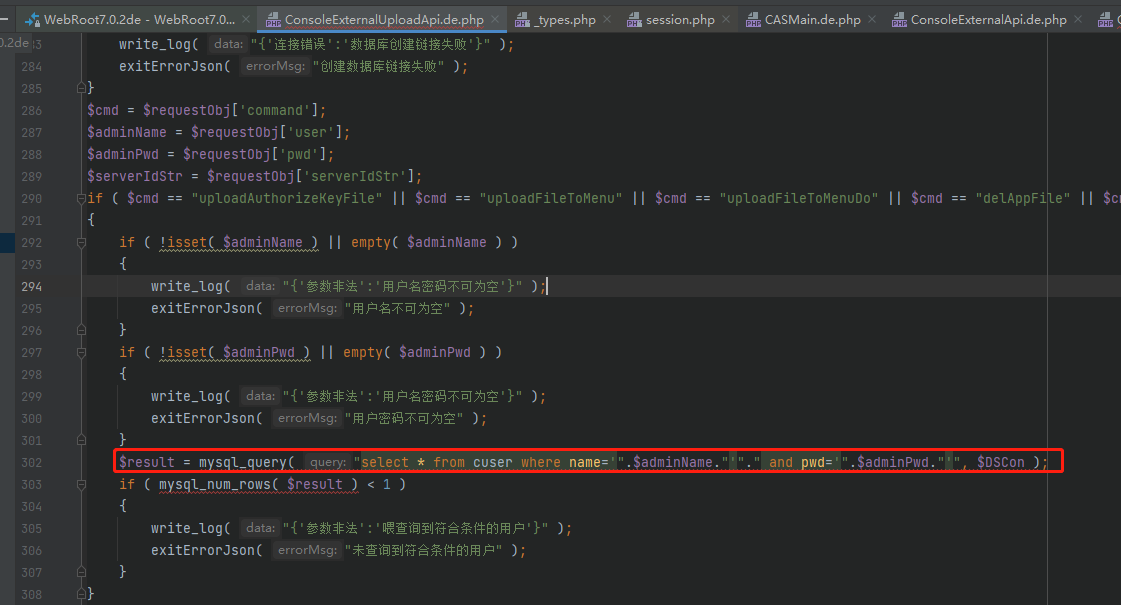 WebRoot7.0.2de - WebRoot7.0... × ConsoleExternalUploadApi.de.php × _types.php × session.php × CASMain.de.php × ConsoleExternalApi.de.php ×
0.2de
83 write_log( data: "{'连接错误':'数据库创建链接失败'}" );
284 exitErrorJson( errorMsg: "创建数据库链接失败" );
285 }
286 $cmd = $requestObj['command'];
287 $adminName = $requestObj['user'];
288 $adminPwd = $requestObj['pwd'];
289 $serverIdStr = $requestObj['serverIdStr'];
290 if ( $cmd == "uploadAuthorizeKeyFile" || $cmd == "uploadFileToMenu" || $cmd == "uploadFileToMenuDo" || $cmd == "delAppFile" || $c
291 {
292 if ( !isset( $adminName ) || empty( $adminName ) )
293 {
294 write_log( data: "{'参数非法':'用户名密码不可为空'}" );
295 exitErrorJson( errorMsg: "用户名不可为空" );
296 }
297 if ( !isset( $adminPwd ) || empty( $adminPwd ) )
298 {
299 write_log( data: "{'参数非法':'用户名密码不可为空'}" );
300 exitErrorJson( errorMsg: "用户密码不可为空" );
301 }
302 $result = mysql_query( query: "select * from cuser where name='".$adminName."'"." and pwd='".$adminPwd."'", $DSCon );
303 if ( mysql_num_rows( $result ) < 1 )
304 {
305 write_log( data: "{'参数非法':'喂查询到符合条件的用户'}" );
306 exitErrorJson( errorMsg: "未查询到符合条件的用户" );
307 }
308 }